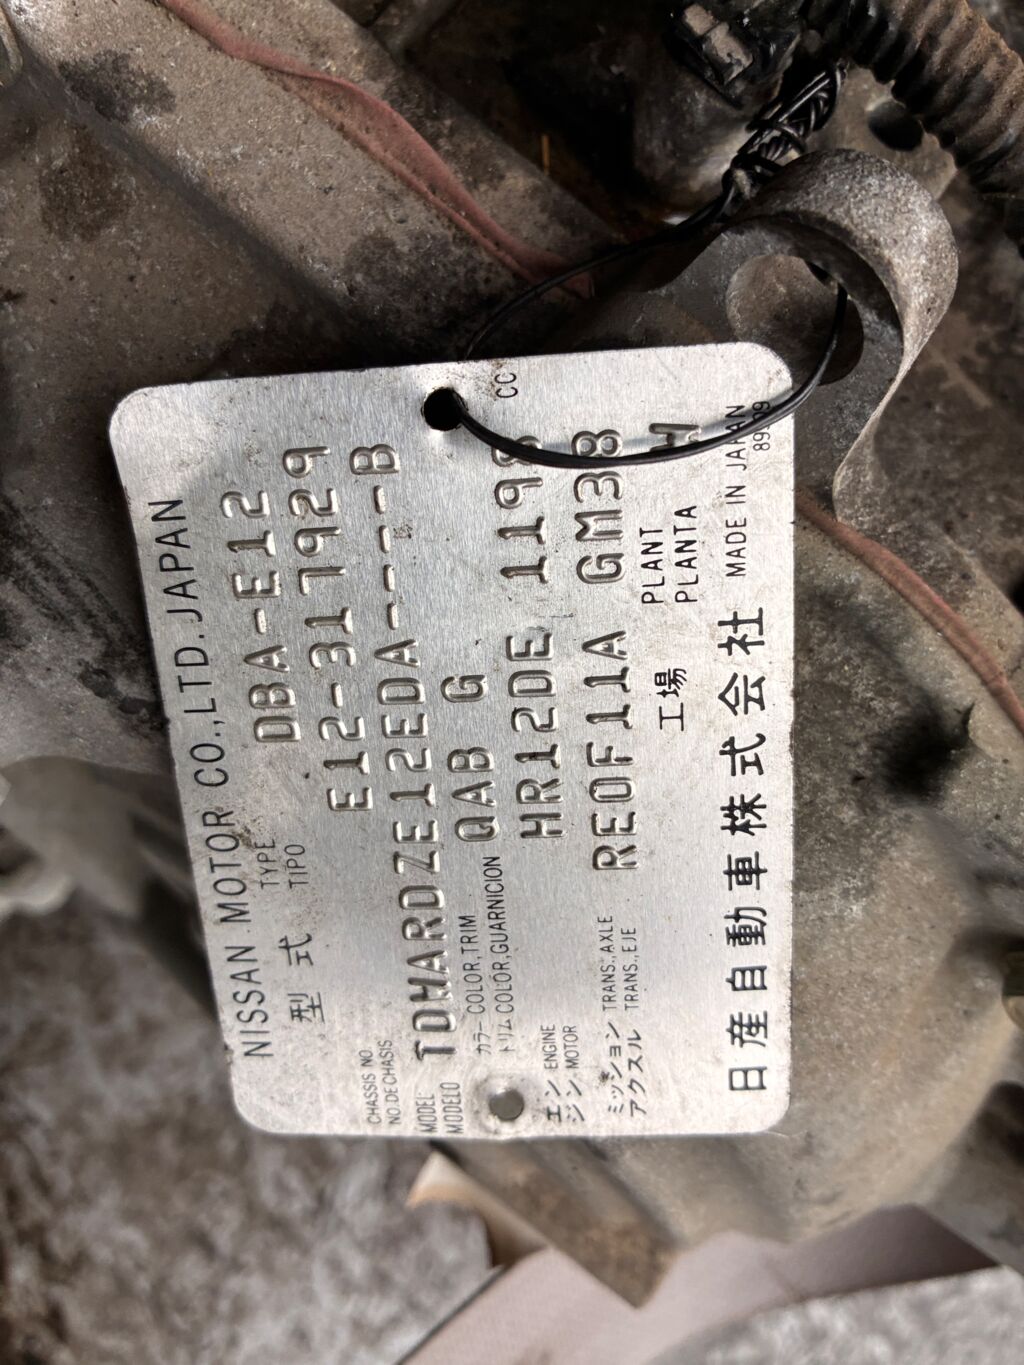 NISSAN MOTOR CO.,LTD. JAPAN
型式 TYPE TIPO DBA-E12
CHASSIS NO. NO.DE CHASIS E12-317929
MODEL MODELO TDHARDZE12EDA-----B
カラー COLOR,TRIM QAB G
トリム COLOR,GUARNICION
エン ENGINE HR12DE 1198 CC
ジン MOTOR
ミッション TRANS.,AXLE RE0F11A GM38
アクスル TRANS.,EJE
工場 PLANT PLANTA
日産自動車株式会社 MADE IN JAPAN